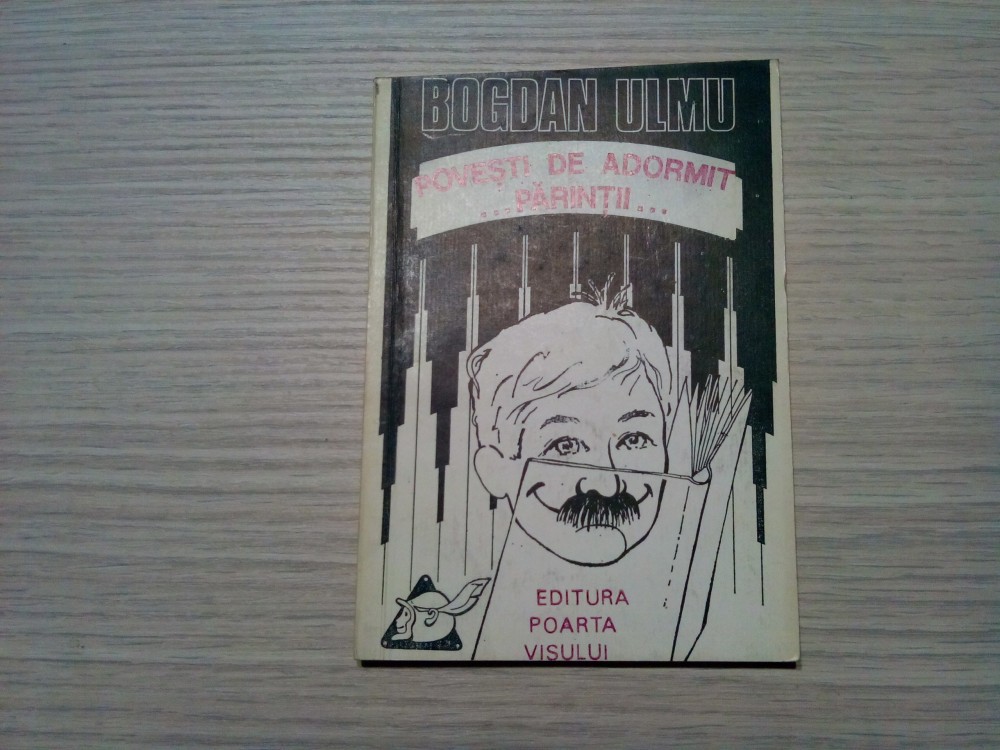 BOGDAN ULMU
POVEȘTI DE ADORMIT
...PĂRINȚII...
EDITURA
POARTA
VISULUI